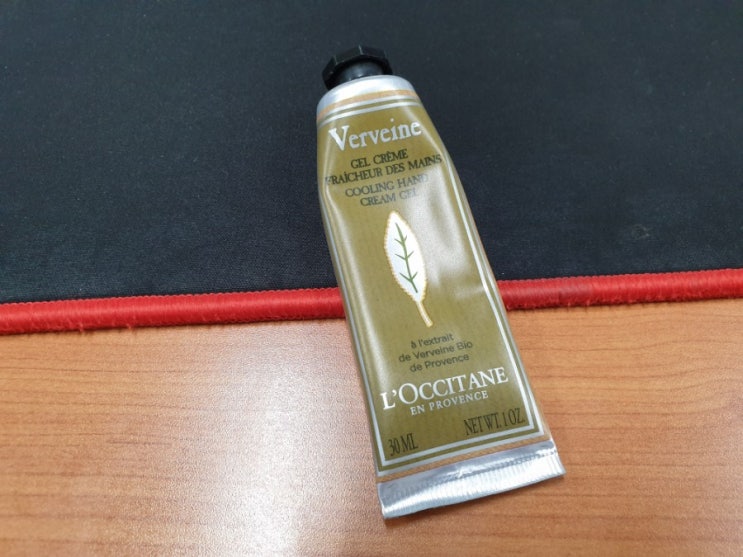 Verveine
GEL CRÈME
FRAÎCHEUR DES MAINS
COOLING HAND
CREAM GEL
à l'extrait
de Verveine Bio
de Provence
L'OCCITANE
EN PROVENCE
30 ML NET WT. 1 OZ.